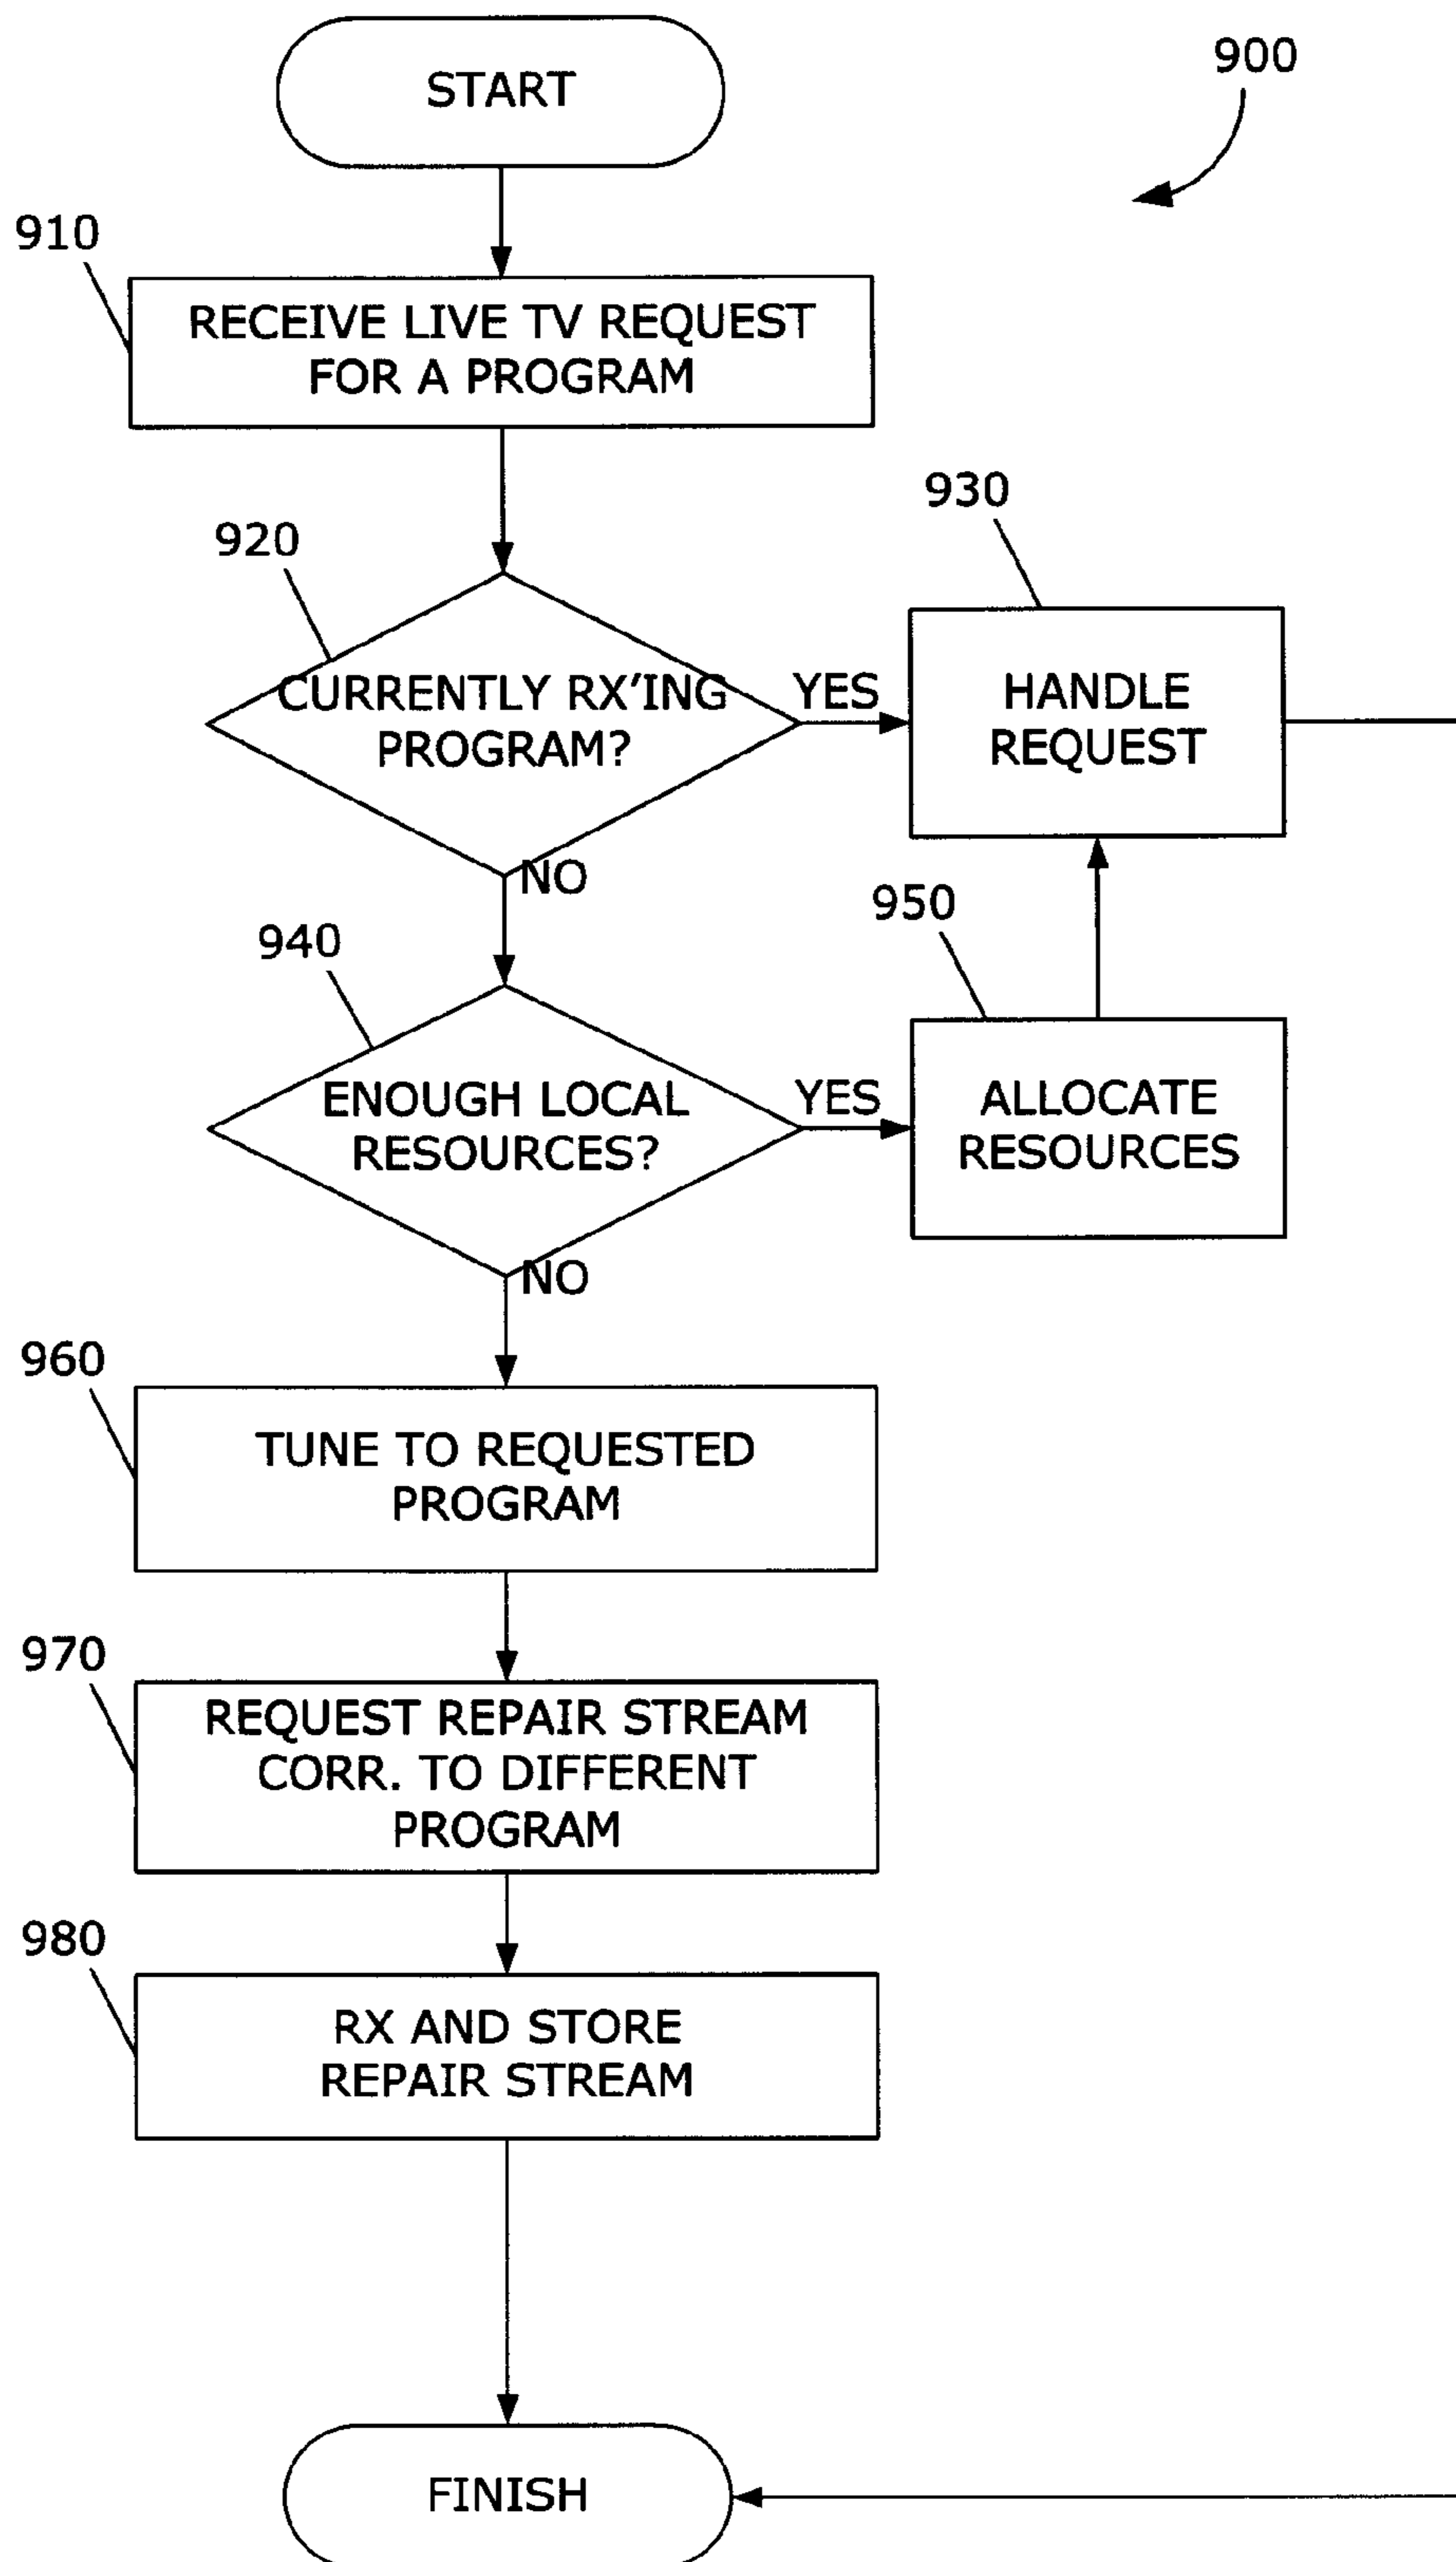 START
900
910
RECEIVE LIVE TV REQUEST
FOR A PROGRAM
920
CURRENTLY RX'ING
PROGRAM?
YES
930
HANDLE
REQUEST
NO
940
ENOUGH LOCAL
RESOURCES?
YES
950
ALLOCATE
RESOURCES
NO
960
TUNE TO REQUESTED
PROGRAM
970
REQUEST REPAIR STREAM
CORR. TO DIFFERENT
PROGRAM
980
RX AND STORE
REPAIR STREAM
FINISH